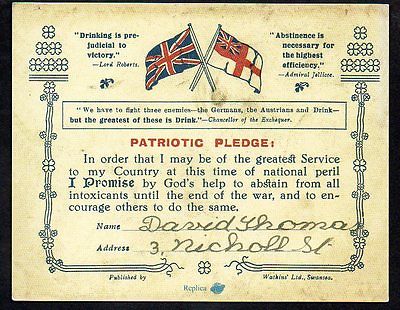 "Drinking is pre-
judicial to
victory."
—Lord Roberts.
"Abstinence is
necessary for
the highest
efficiency."
—Admiral Jellicoe.
"We have to fight three enemies—the Germans, the Austrians and Drink—
but the greatest of these is Drink."—Chancellor of the Exchequer.
PATRIOTIC PLEDGE:
In order that I may be of the greatest Service
to my Country at this time of national peril
I Promise by God's help to abstain from all
intoxicants until the end of the war, and to en-
courage others to do the same.
Name David Thomas
Address 3, Nicholl St
Published by Watkins' Ltd., Swansea.
Replica